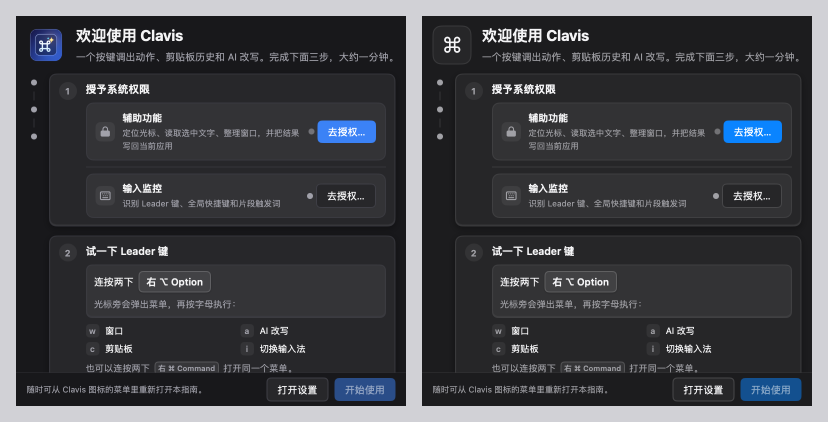 欢迎使用 Clavis
一个按键调出动作、剪贴板历史和 AI 改写。完成下面三步，大约一分钟。
1 授予系统权限
辅助功能
定位光标、读取选中文字、整理窗口，并把结果
写回当前应用
去授权...
输入监控
识别 Leader 键、全局快捷键和片段触发词
去授权...
2 试一下 Leader 键
连按两下 右 ⌥ Option
光标旁会弹出菜单，再按字母执行：
w 窗口 a AI 改写
c 剪贴板 i 切换输入法
也可以连按两下 右 ⌘ Command 打开同一个菜单。
随时可从 Clavis 图标的菜单里重新打开本指南。 打开设置 开始使用
欢迎使用 Clavis
一个按键调出动作、剪贴板历史和 AI 改写。完成下面三步，大约一分钟。
1 授予系统权限
辅助功能
定位光标、读取选中文字、整理窗口，并把结果
写回当前应用
去授权...
输入监控
识别 Leader 键、全局快捷键和片段触发词
去授权...
2 试一下 Leader 键
连按两下 右 ⌥ Option
光标旁会弹出菜单，再按字母执行：
w 窗口 a AI 改写
c 剪贴板 i 切换输入法
也可以连按两下 右 ⌘ Command 打开同一个菜单。
随时可从 Clavis 图标的菜单里重新打开本指南。 打开设置 开始使用